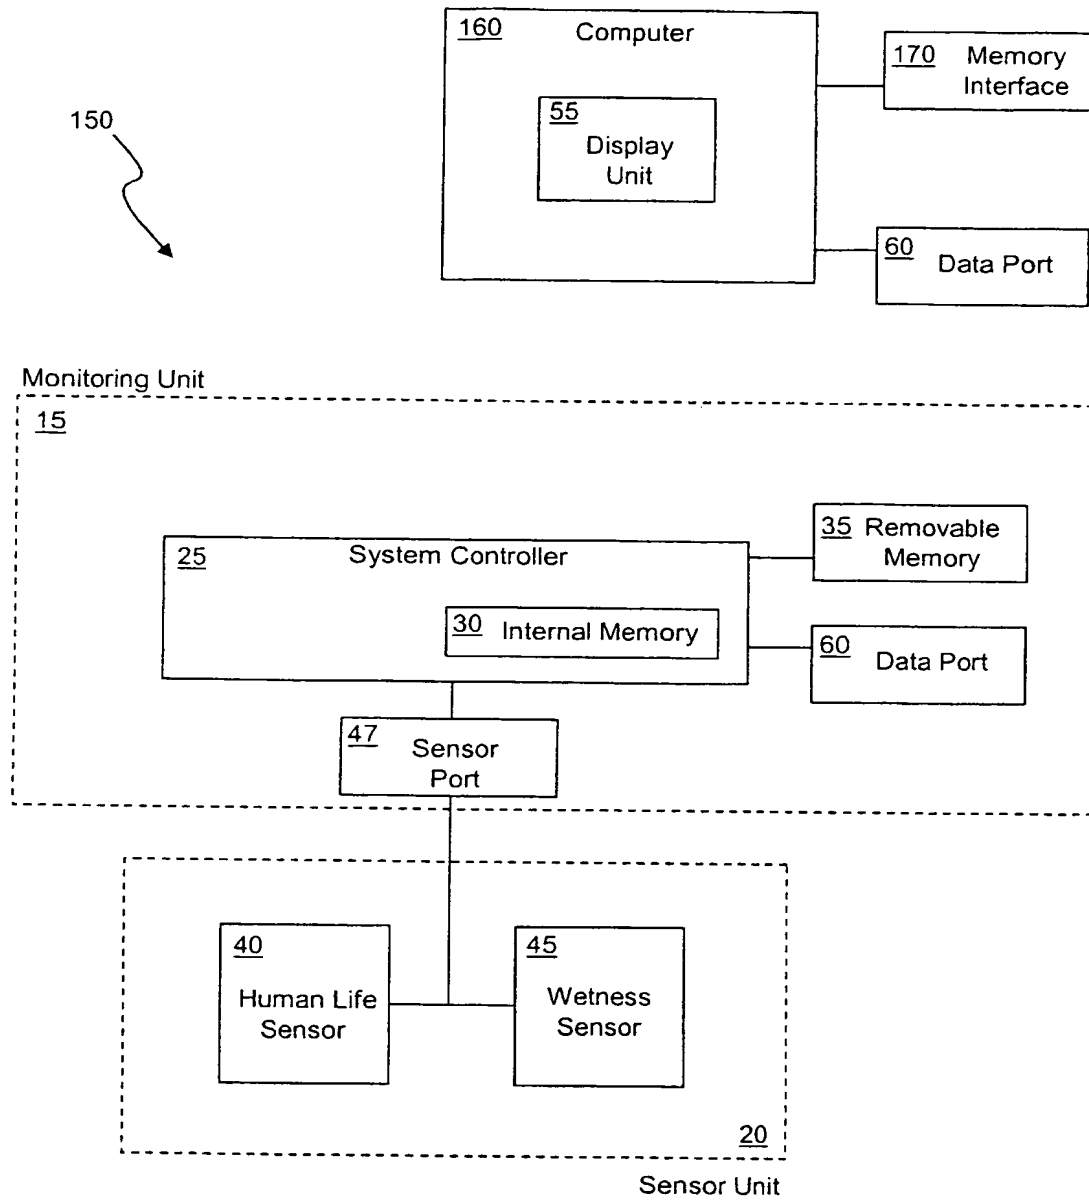 160 Computer
170 Memory
Interface
150
55
Display
Unit
60 Data Port
Monitoring Unit
15
35 Removable
Memory
25 System Controller
30 Internal Memory
60
Data Port
47
Sensor
Port
40
Human Life
Sensor
45
Wetness
Sensor
20
Sensor Unit